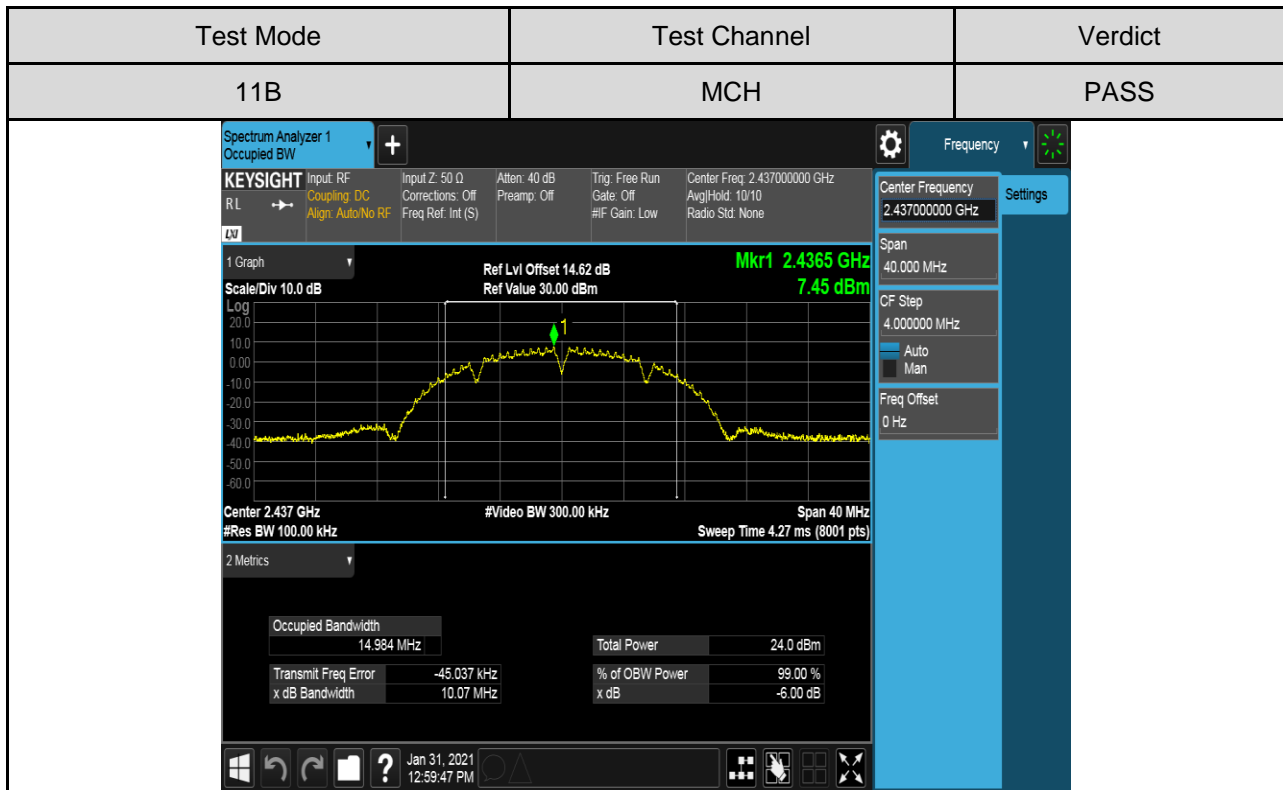 Test Mode Test Channel Verdict
11B MCH PASS
Spectrum Analyzer 1
Occupied BW
+
Frequency
KEYSIGHT
RL
LXI
Input: RF
Coupling: DC
Align: Auto/No RF
Input Z: 50 Ω
Corrections: Off
Freq Ref: Int (S)
Atten: 40 dB
Preamp: Off
Trig: Free Run
Gate: Off
#IF Gain: Low
Center Freq: 2.437000000 GHz
Avg|Hold: 10/10
Radio Std: None
Center Frequency
2.437000000 GHz
Settings
Span
40.000 MHz
CF Step
4.000000 MHz
Auto
Man
Freq Offset
0 Hz
1 Graph
Scale/Div 10.0 dB
Ref Lvl Offset 14.62 dB
Ref Value 30.00 dBm
Mkr1 2.4365 GHz
7.45 dBm
Log
20.0
10.0
0.00
-10.0
-20.0
-30.0
-40.0
-50.0
-60.0
1
Center 2.437 GHz #Video BW 300.00 kHz Span 40 MHz
#Res BW 100.00 kHz Sweep Time 4.27 ms (8001 pts)
2 Metrics
Occupied Bandwidth
14.984 MHz
Total Power 24.0 dBm
Transmit Freq Error -45.037 kHz % of OBW Power 99.00 %
x dB Bandwidth 10.07 MHz x dB -6.00 dB
?
Jan 31, 2021
12:59:47 PM